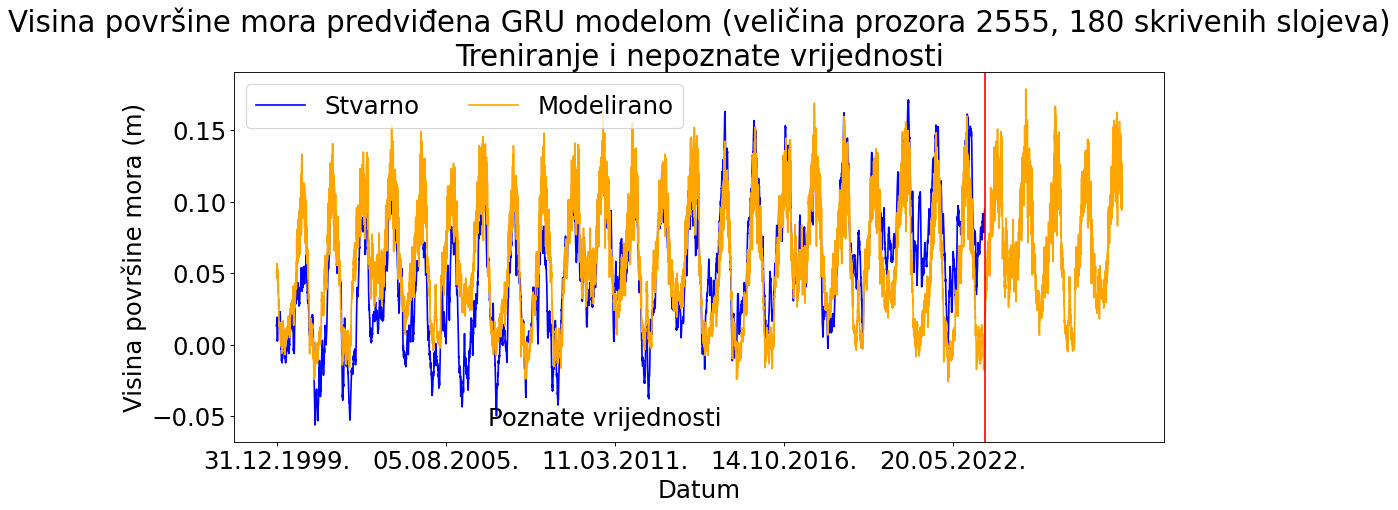 Visina površine mora predviđena GRU modelom (veličina prozora 2555, 180 skrivenih slojeva)
Treniranje i nepoznate vrijednosti
Stvarno
Modelirano
Visina površine mora (m)
0.15
0.10
0.05
0.00
−0.05
Poznate vrijednosti
31.12.1999.
05.08.2005.
11.03.2011.
14.10.2016.
20.05.2022.
Datum